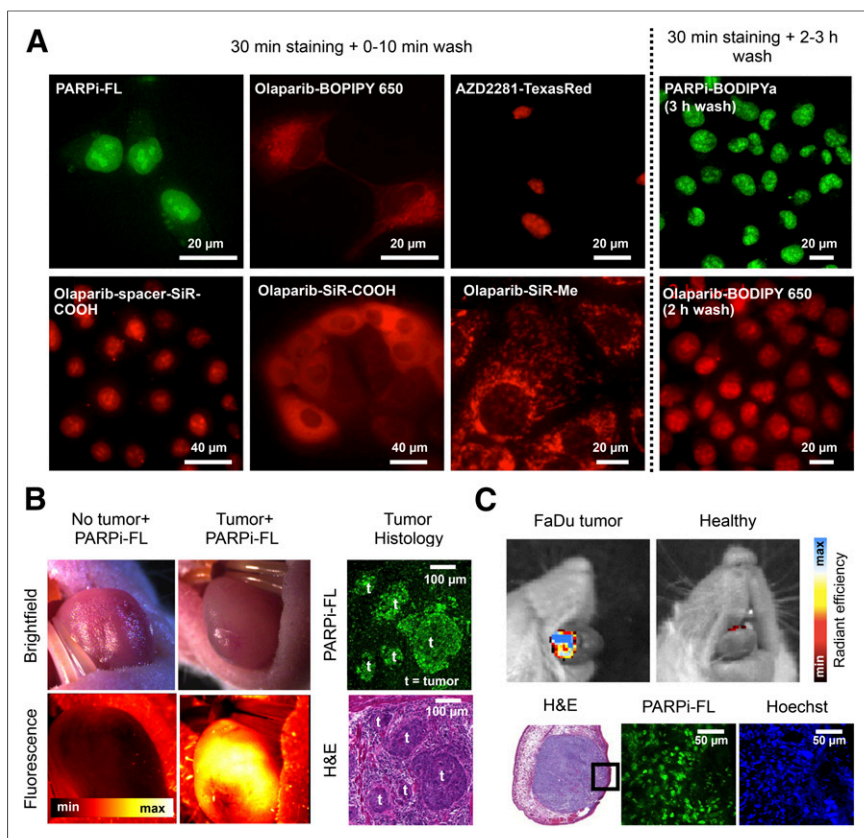 A
30 min staining + 0-10 min wash
30 min staining + 2-3 h
wash
PARPi-FL
20 µm
Olaparib-BOPIPY 650
20 µm
AZD2281-TexasRed
20 µm
PARPi-BODIPYa
(3 h wash)
20 µm
Olaparib-spacer-SiR-
COOH
40 µm
Olaparib-SiR-COOH
40 µm
Olaparib-SiR-Me
20 µm
Olaparib-BODIPY 650
(2 h wash)
20 µm
B
No tumor+
PARPi-FL
Tumor+
PARPi-FL
Tumor
Histology
Brightfield
Fluorescence
min
max
PARPi-FL
100 µm
t
t
t
t
t
t = tumor
H&E
100 µm
t
t
t
t
t
C
FaDu tumor
Healthy
max
min
Radiant efficiency
H&E
PARPi-FL
50 µm
Hoechst
50 µm